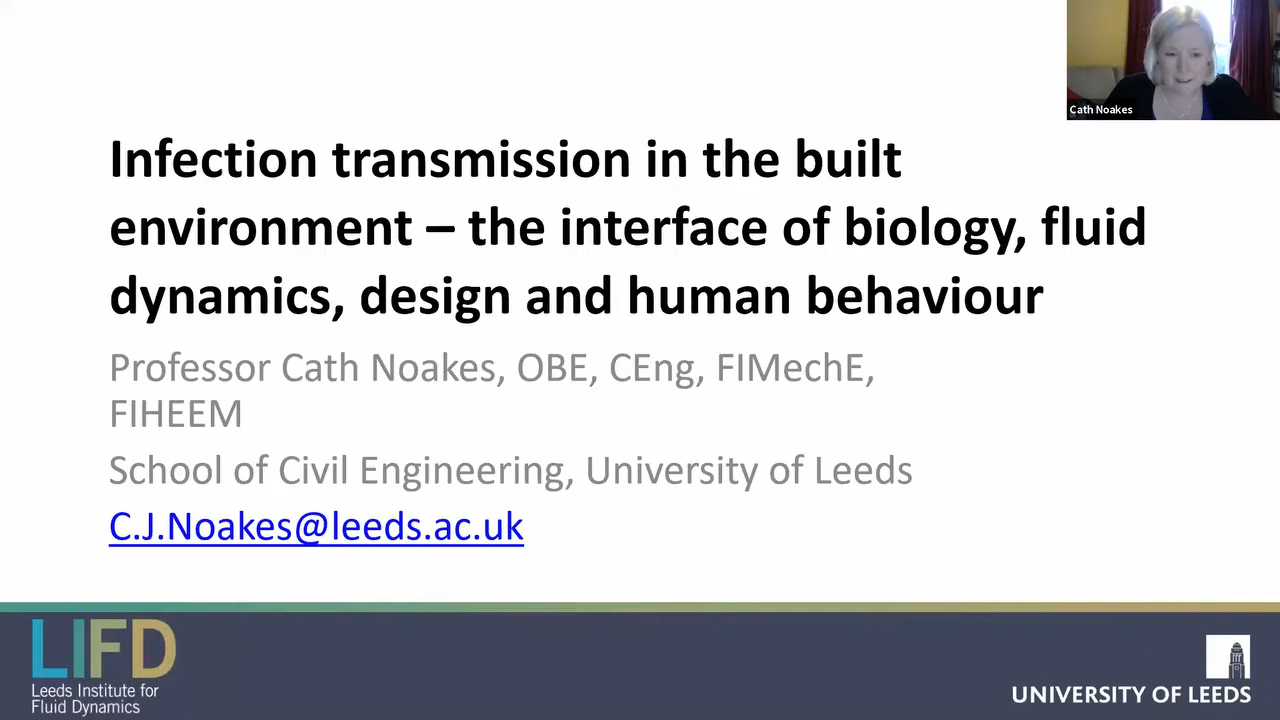 Cath Noakes
Infection transmission in the built
environment – the interface of biology, fluid
dynamics, design and human behaviour
Professor Cath Noakes, OBE, CEng, FIMechE,
FIHEEM
School of Civil Engineering, University of Leeds
C.J.Noakes@leeds.ac.uk
LIFD
Leeds Institute for
Fluid Dynamics
UNIVERSITY OF LEEDS